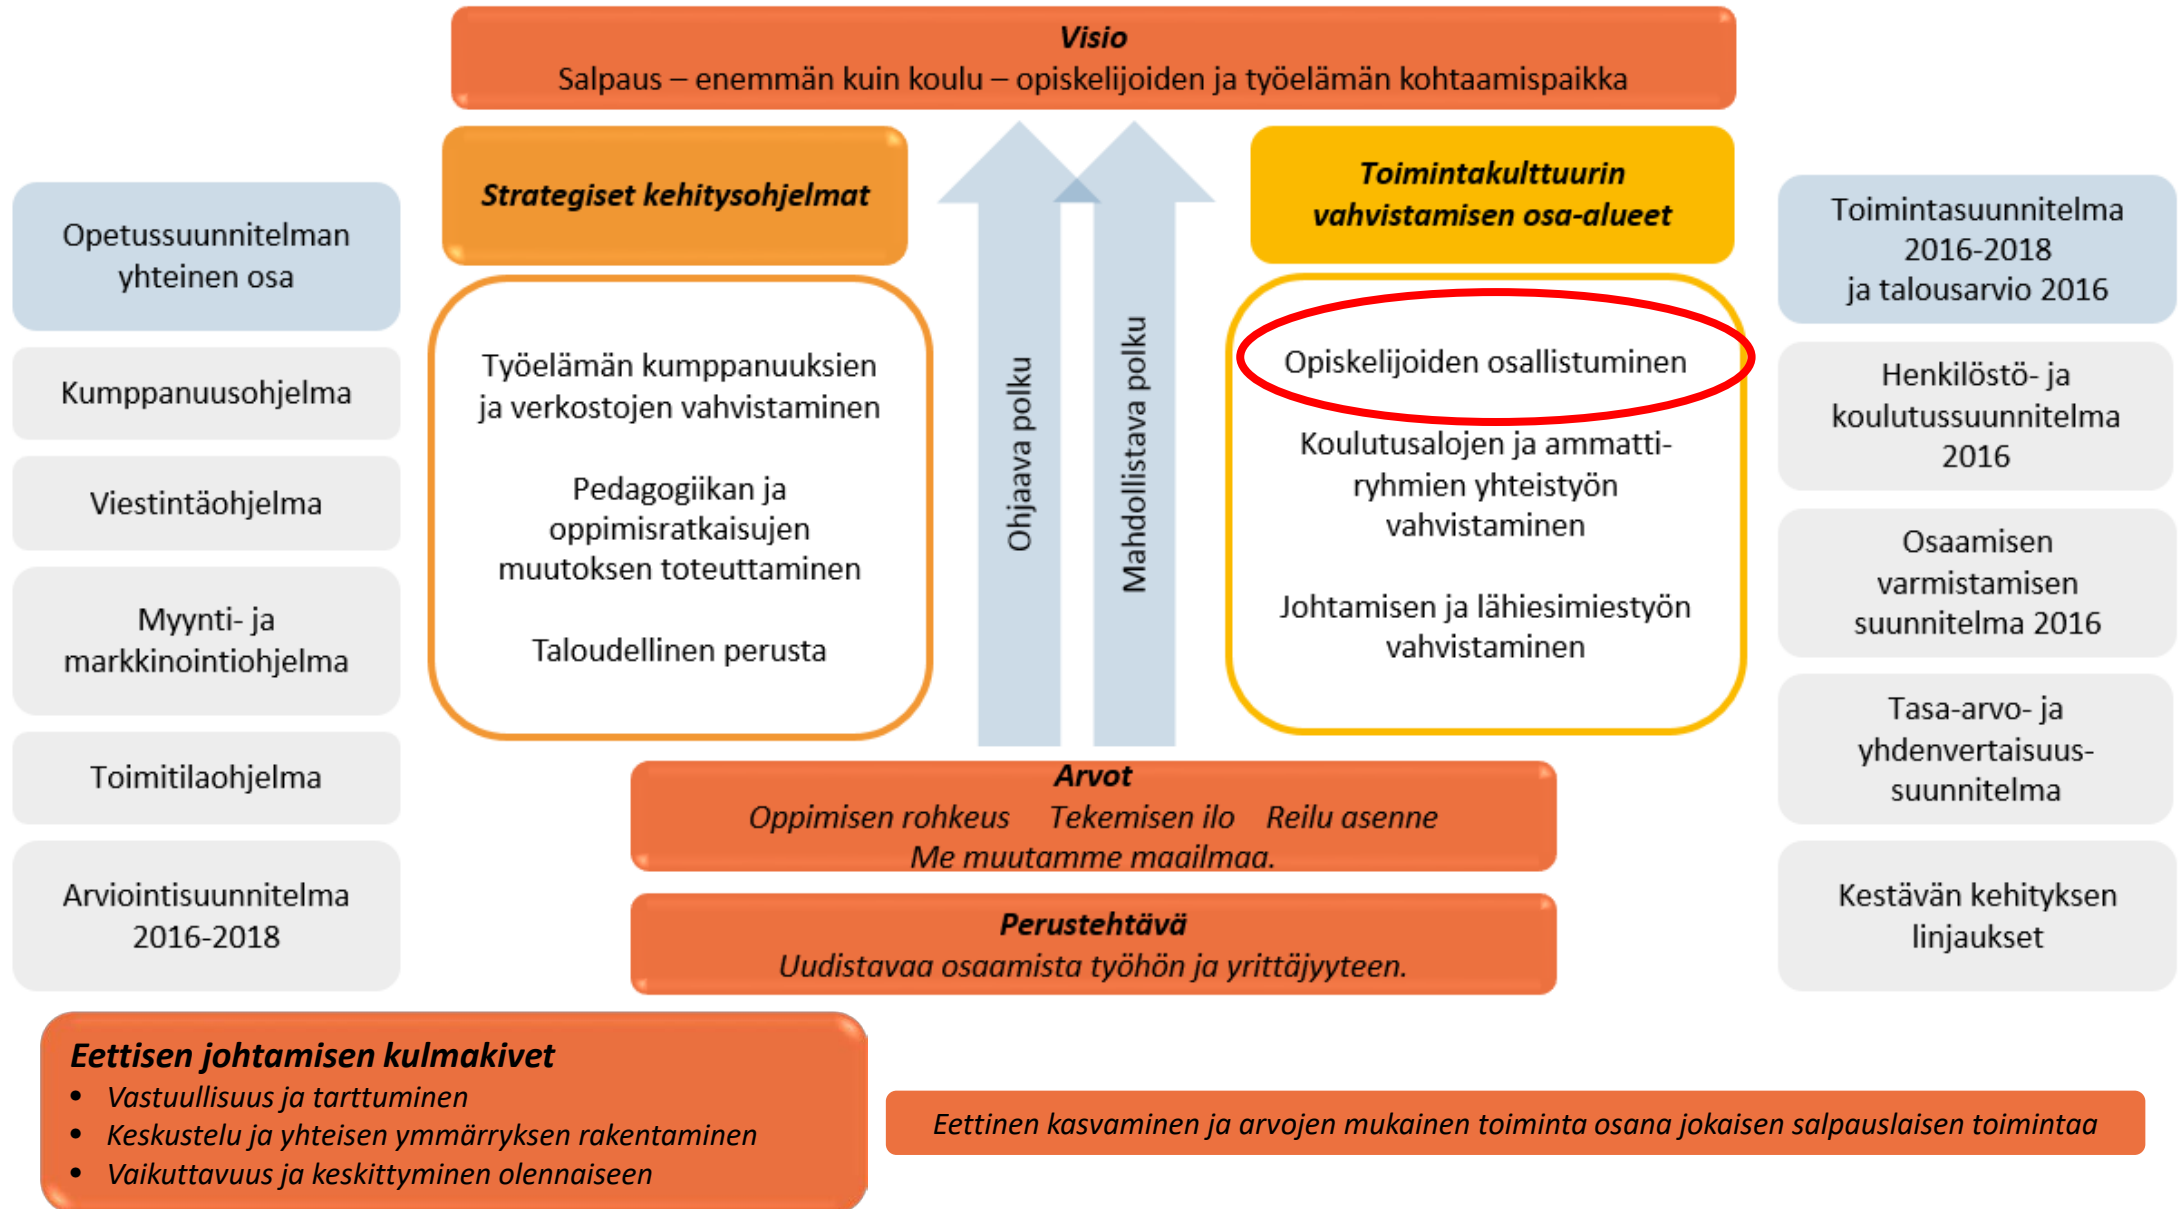 Visio
Salpaus – enemmän kuin koulu – opiskelijoiden ja työelämän kohtaamispaikka
Opetussuunnitelman
yhteinen osa
Kumppanuusohjelma
Viestintäohjelma
Myynti- ja
markkinointiohjelma
Toimitilaohjelma
Arviointisuunnitelma
2016-2018
Strategiset kehitysohjelmat
Työelämän kumppanuuksien
ja verkostojen vahvistaminen
Pedagogiikan ja
oppimisratkaisujen
muutoksen toteuttaminen
Taloudellinen perusta
Ohjaava polku
Mahdollistava polku
Toimintakulttuurin
vahvistamisen osa-alueet
Opiskelijoiden osallistuminen
Koulutusalojen ja ammatti-
ryhmien yhteistyön
vahvistaminen
Johtamisen ja lähiesimiestyön
vahvistaminen
Toimintasuunnitelma
2016-2018
ja talousarvio 2016
Henkilöstö- ja
koulutussuunnitelma
2016
Osaamisen
varmistamisen
suunnitelma 2016
Tasa-arvo- ja
yhdenvertaisuus-
suunnitelma
Kestävän kehityksen
linjaukset
Arvot
Oppimisen rohkeus Tekemisen ilo Reilu asenne
Me muutamme maailmaa.
Perustehtävä
Uudistavaa osaamista työhön ja yrittäjyyteen.
Eettisen johtamisen kulmakivet
• Vastuullisuus ja tarttuminen
• Keskustelu ja yhteisen ymmärryksen rakentaminen
• Vaikuttavuus ja keskittyminen olennaiseen
Eettinen kasvaminen ja arvojen mukainen toiminta osana jokaisen salpauslaisen toimintaa